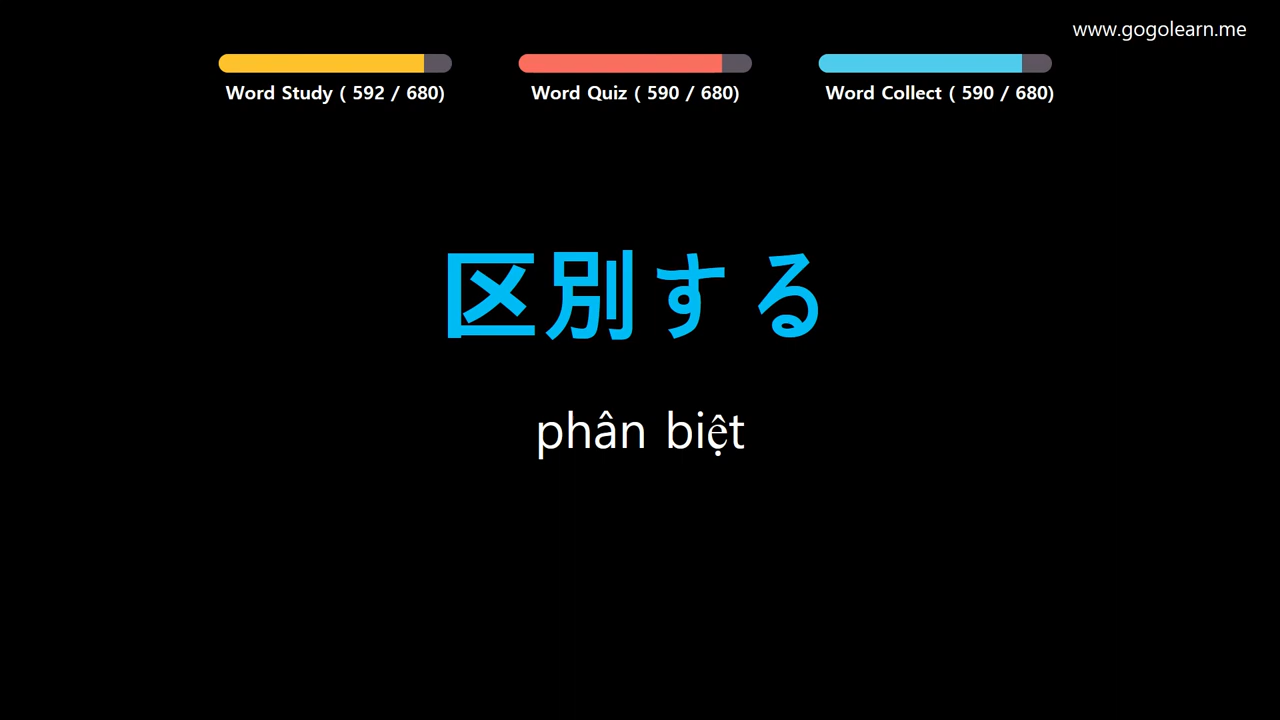 www.gogolearn.me
Word Study ( 592 / 680)
Word Quiz ( 590 / 680)
Word Collect ( 590 / 680)
区別する
phân biệt